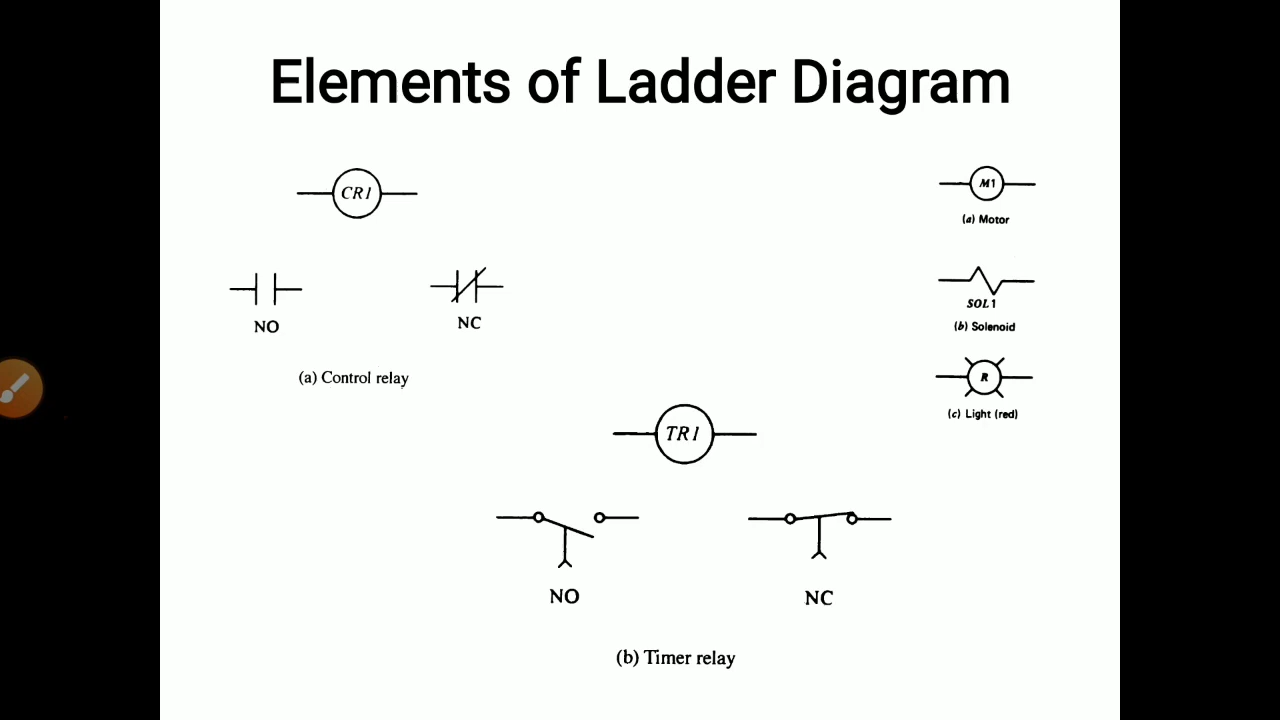 Elements of Ladder Diagram
CR1
NO
NC
(a) Control relay
M1
(a) Motor
SOL1
(b) Solenoid
R
(c) Light (red)
TR1
NO
NC
(b) Timer relay